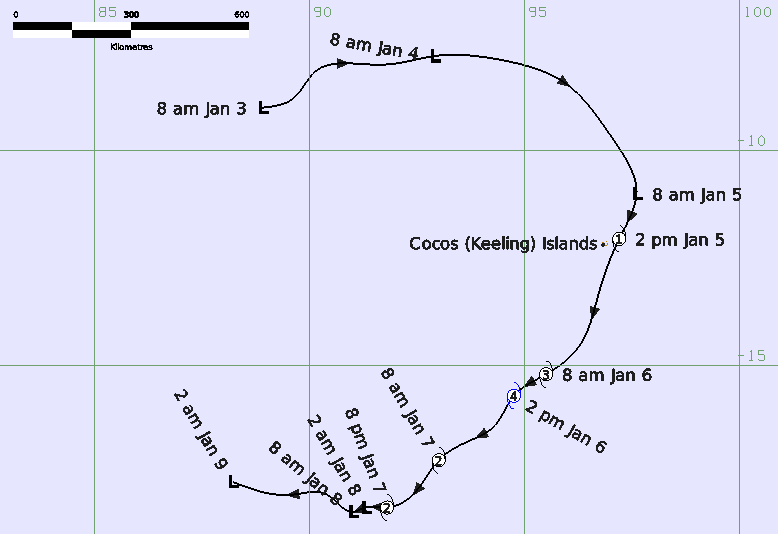 85
90
95
100
0 300 600
Kilometres
8 am Jan 4
8 am Jan 3
-10
8 am Jan 5
Cocos (Keeling) Islands
1
2 pm Jan 5
-15
3
8 am Jan 6
4
2 pm Jan 6
8 am Jan 7
2
8 pm Jan 7
2
2 am Jan 8
8 am Jan 8
2 am Jan 9
L
L
L
L
L
L